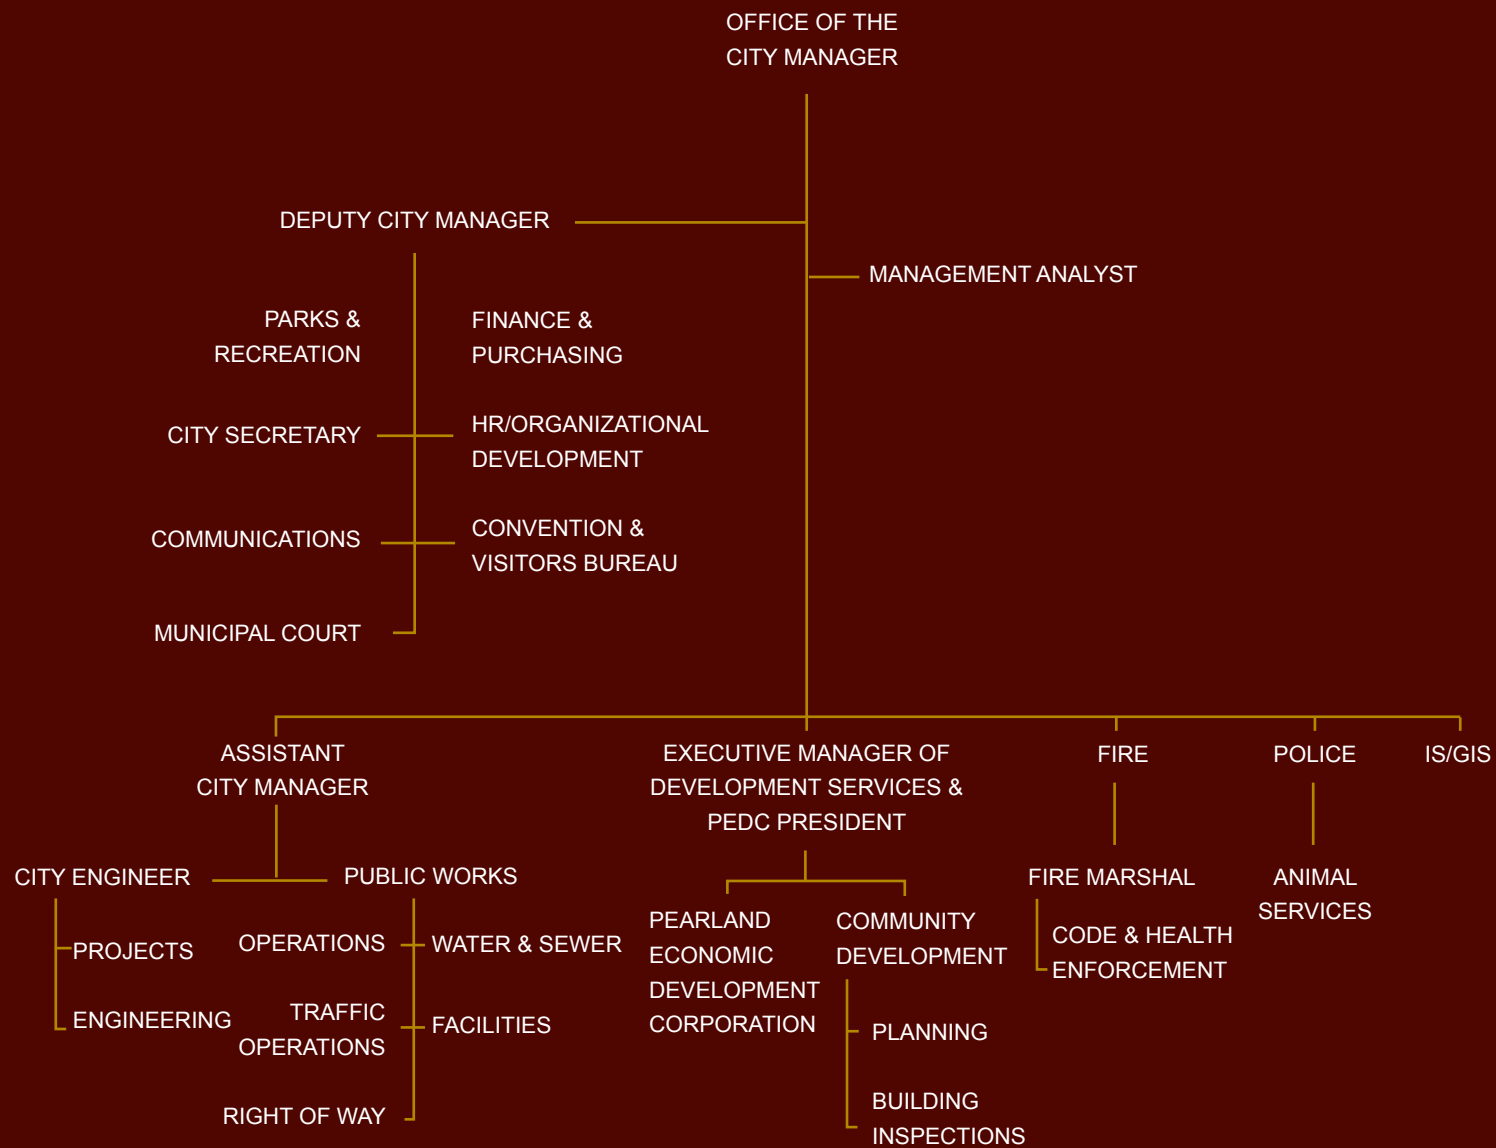 OFFICE OF THE
CITY MANAGER
DEPUTY CITY MANAGER
MANAGEMENT ANALYST
PARKS &
RECREATION
FINANCE &
PURCHASING
CITY SECRETARY
HR/ORGANIZATIONAL
DEVELOPMENT
COMMUNICATIONS
CONVENTION &
VISITORS BUREAU
MUNICIPAL COURT
ASSISTANT
CITY MANAGER
EXECUTIVE MANAGER OF
DEVELOPMENT SERVICES &
PEDC PRESIDENT
FIRE
POLICE
IS/GIS
CITY ENGINEER
PROJECTS
ENGINEERING
PUBLIC WORKS
OPERATIONS
WATER & SEWER
TRAFFIC
OPERATIONS
FACILITIES
RIGHT OF WAY
PEARLAND
ECONOMIC
DEVELOPMENT
CORPORATION
COMMUNITY
DEVELOPMENT
PLANNING
BUILDING
INSPECTIONS
FIRE MARSHAL
CODE & HEALTH
ENFORCEMENT
ANIMAL
SERVICES